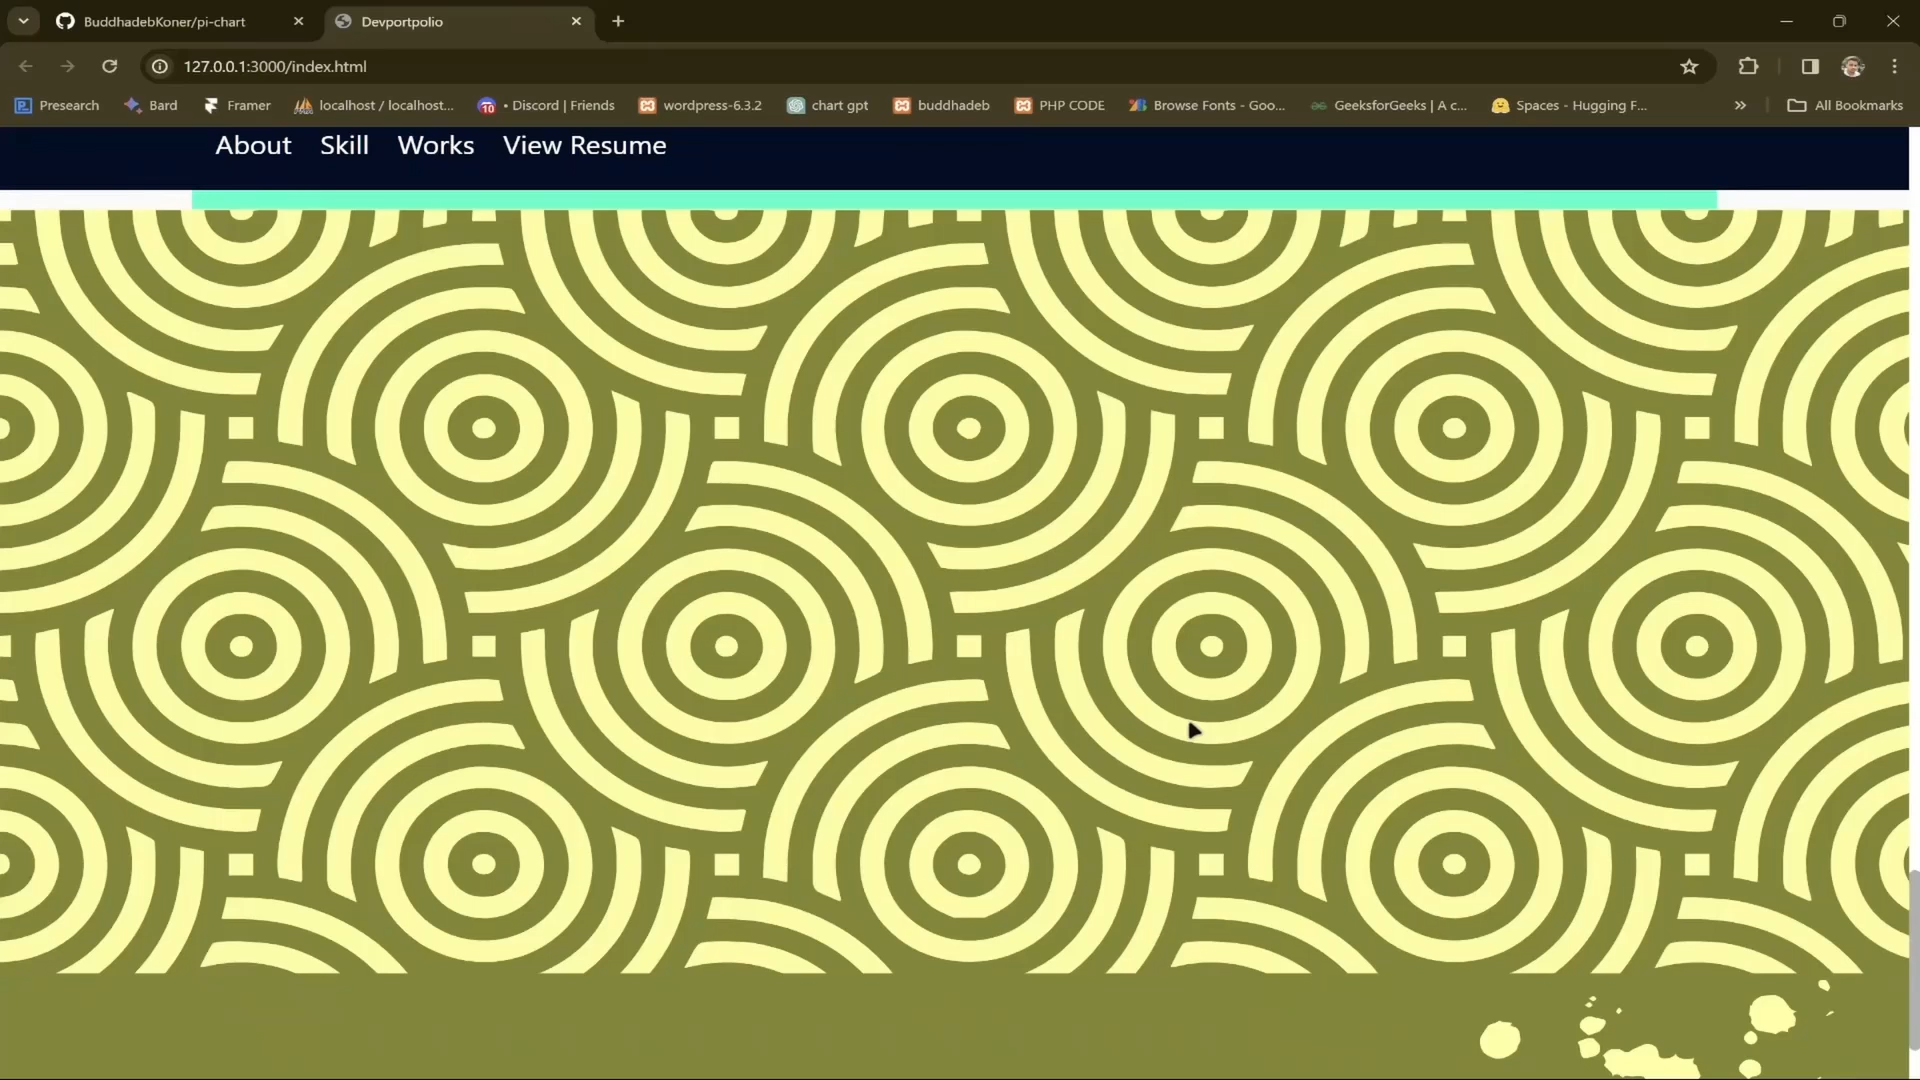 BuddhadebKoner/pi-chart
Devportpolio
127.0.0.1:3000/index.html
Presearch
Bard
Framer
localhost / localhost...
10
• Discord | Friends
wordpress-6.3.2
chart gpt
buddhadeb
PHP CODE
Browse Fonts - Goo...
GeeksforGeeks | A c...
Spaces - Hugging F...
All Bookmarks
About Skill Works View Resume